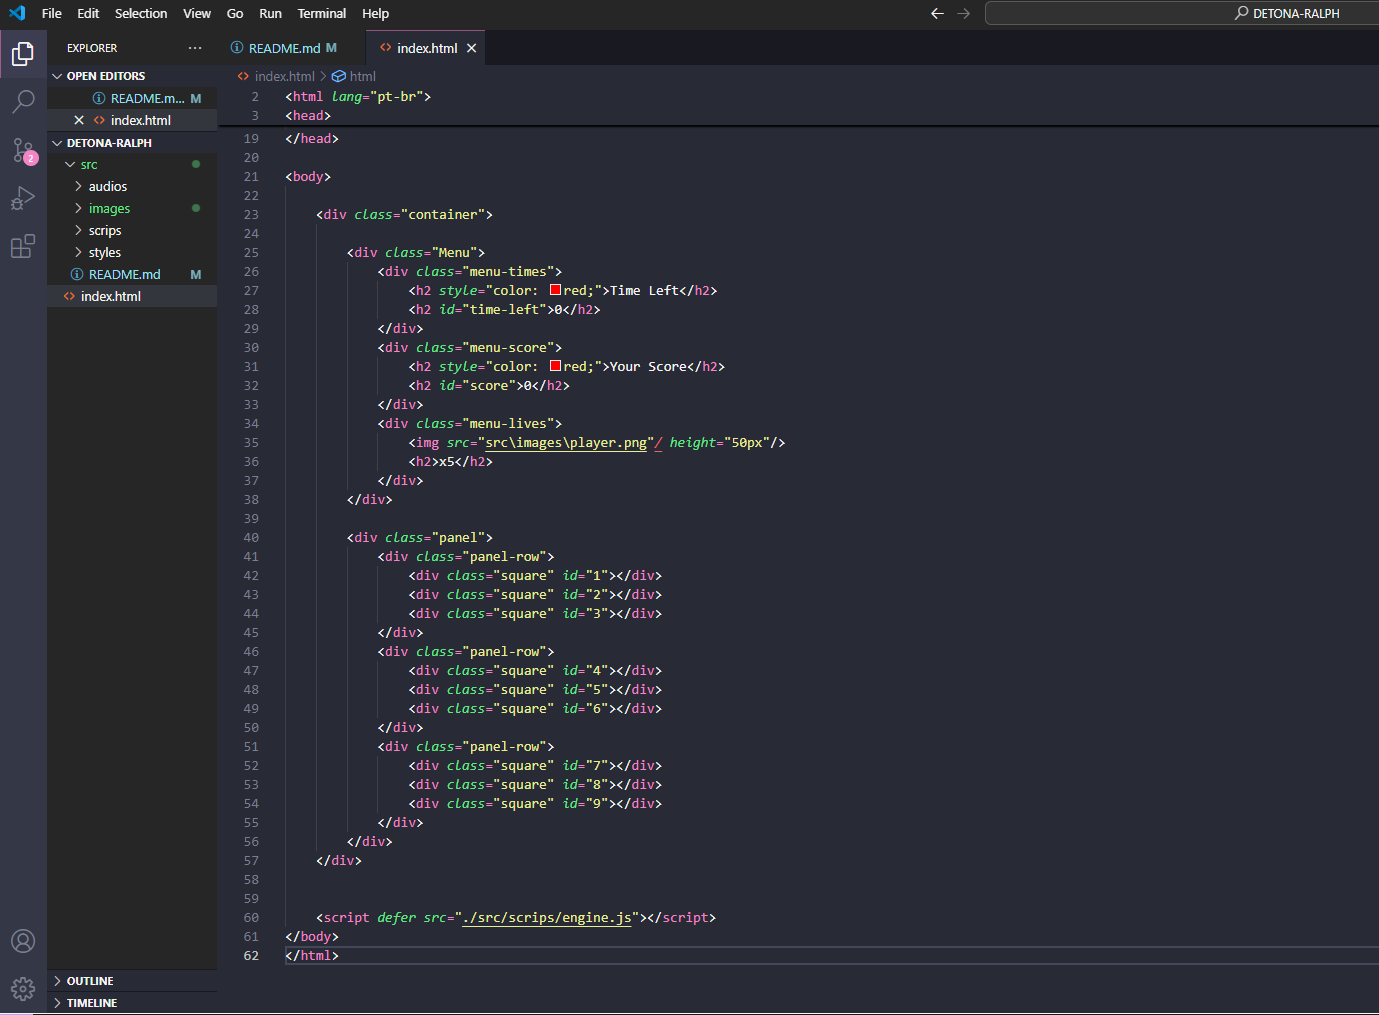 File Edit Selection View Go Run Terminal Help
DETONA-RALPH
EXPLORER
README.md M
index.html
OPEN EDITORS
README.m... M
index.html
DETONA-RALPH
src
audios
images
scrips
styles
README.md M
index.html
2
OUTLINE
TIMELINE
index.html > html
2 <html lang="pt-br">
3 <head>
19 </head>
20
21 <body>
22
23 <div class="container">
24
25 <div class="Menu">
26 <div class="menu-times">
27 <h2 style="color: red;">Time Left</h2>
28 <h2 id="time-left">0</h2>
29 </div>
30 <div class="menu-score">
31 <h2 style="color: red;">Your Score</h2>
32 <h2 id="score">0</h2>
33 </div>
34 <div class="menu-lives">
35 <img src="src\images\player.png"/ height="50px"/>
36 <h2>x5</h2>
37 </div>
38 </div>
39
40 <div class="panel">
41 <div class="panel-row">
42 <div class="square" id="1"></div>
43 <div class="square" id="2"></div>
44 <div class="square" id="3"></div>
45 </div>
46 <div class="panel-row">
47 <div class="square" id="4"></div>
48 <div class="square" id="5"></div>
49 <div class="square" id="6"></div>
50 </div>
51 <div class="panel-row">
52 <div class="square" id="7"></div>
53 <div class="square" id="8"></div>
54 <div class="square" id="9"></div>
55 </div>
56 </div>
57 </div>
58
59
60 <script defer src="./src/scrips/engine.js"></script>
61 </body>
62 </html>